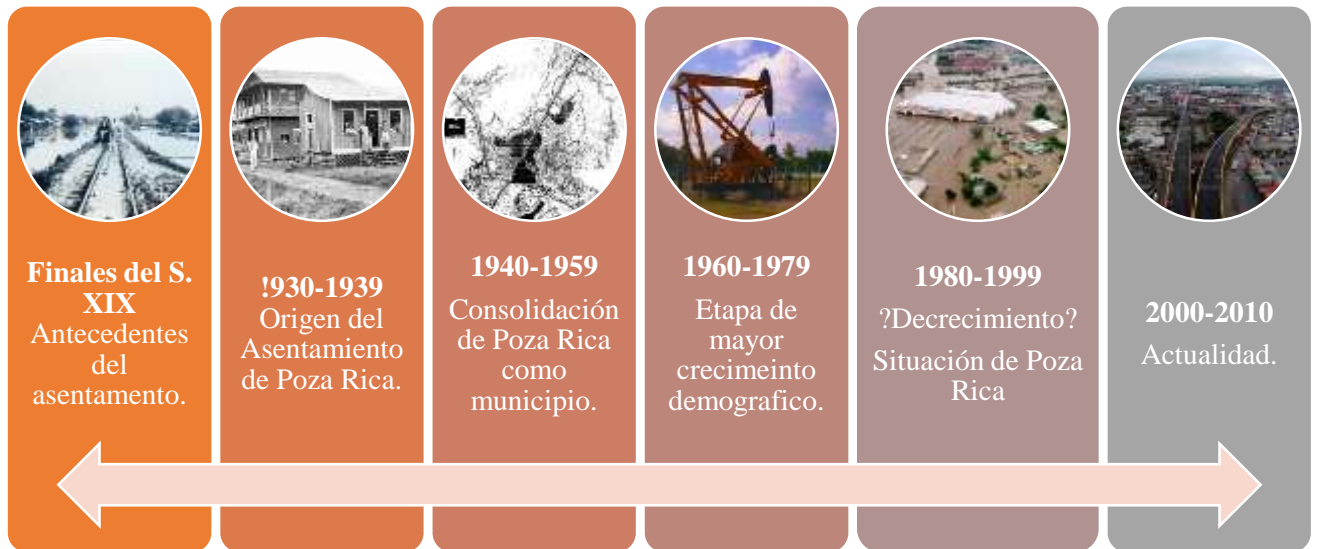 Finales del S.
XIX
Antecedentes
del
asentamento.
!930-1939
Origen del
Asentamiento
de Poza Rica.
1940-1959
Consolidación
de Poza Rica
como
municipio.
1960-1979
Etapa de
mayor
crecimeinto
demografico.
1980-1999
?Decrecimiento?
Situación de Poza
Rica
2000-2010
Actualidad.